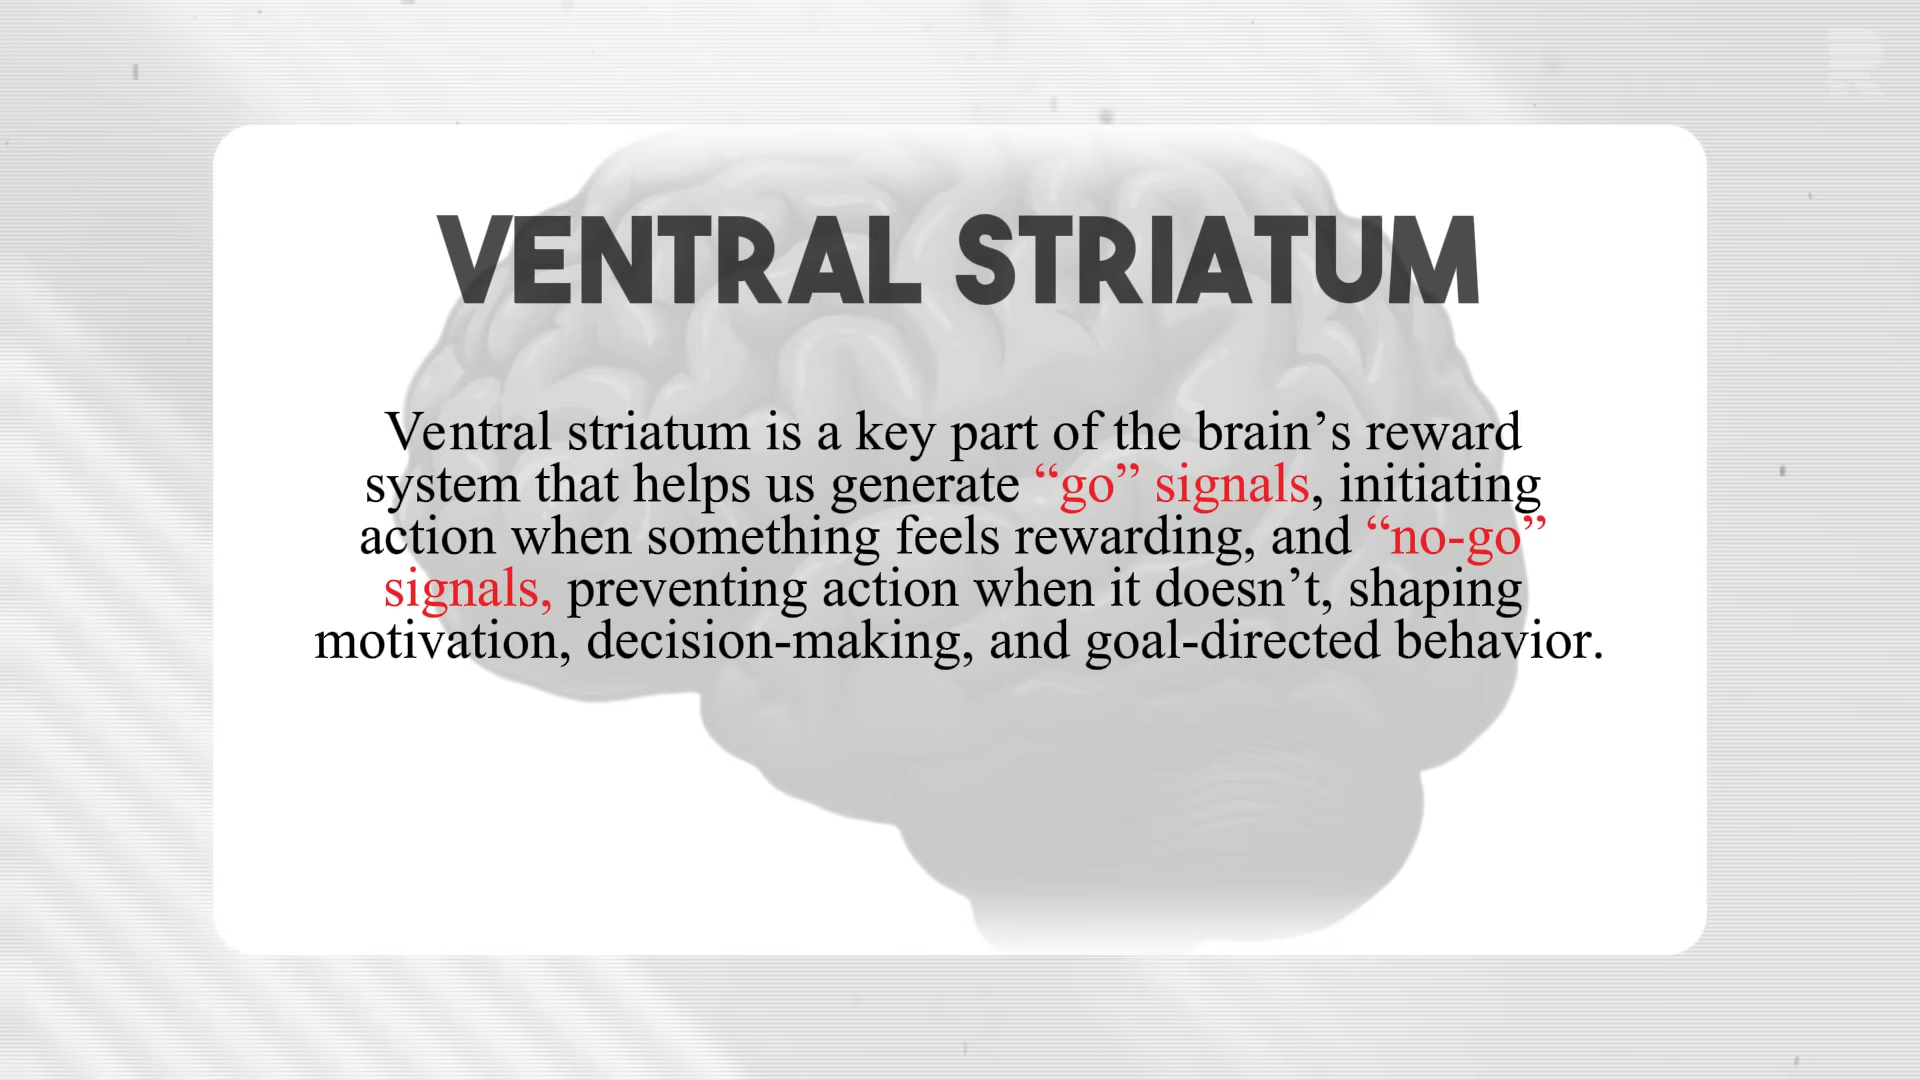 VENTRAL STRIATUM
Ventral striatum is a key part of the brain’s reward
system that helps us generate “go” signals, initiating
action when something feels rewarding, and “no-go”
signals, preventing action when it doesn’t, shaping
motivation, decision-making, and goal-directed behavior.